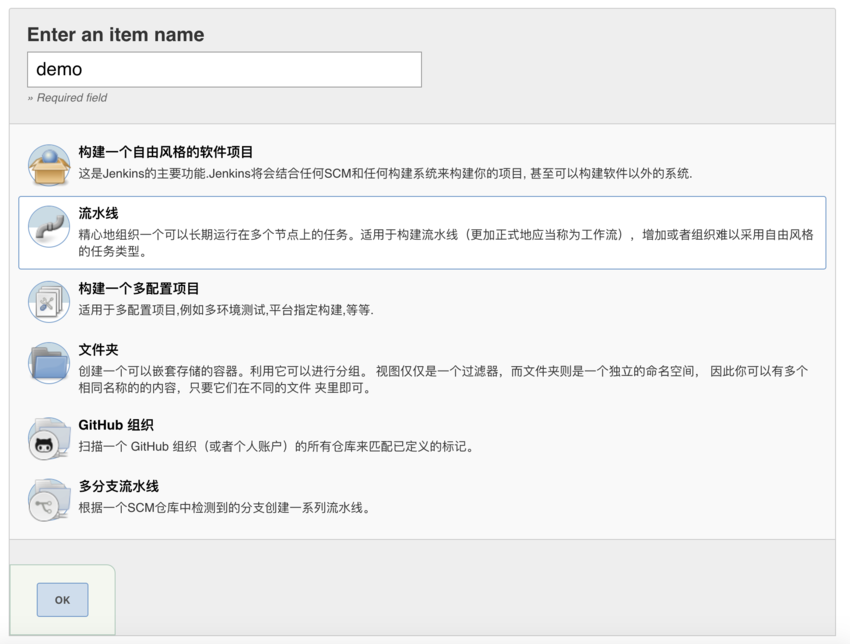 Enter an item name
demo
» Required field
构建一个自由风格的软件项目
这是Jenkins的主要功能.Jenkins将会结合任何SCM和任何构建系统来构建你的项目, 甚至可以构建软件以外的系统.
流水线
精心地组织一个可以长期运行在多个节点上的任务。适用于构建流水线（更加正式地应当称为工作流），增加或者组织难以采用自由风格
的任务类型。
构建一个多配置项目
适用于多配置项目,例如多环境测试,平台指定构建,等等.
文件夹
创建一个可以嵌套存储的容器。利用它可以进行分组。 视图仅仅是一个过滤器，而文件夹则是一个独立的命名空间， 因此你可以有多个
相同名称的的内容，只要它们在不同的文件 夹里即可。
GitHub 组织
扫描一个 GitHub 组织（或者个人账户）的所有仓库来匹配已定义的标记。
多分支流水线
根据一个SCM仓库中检测到的分支创建一系列流水线。
OK